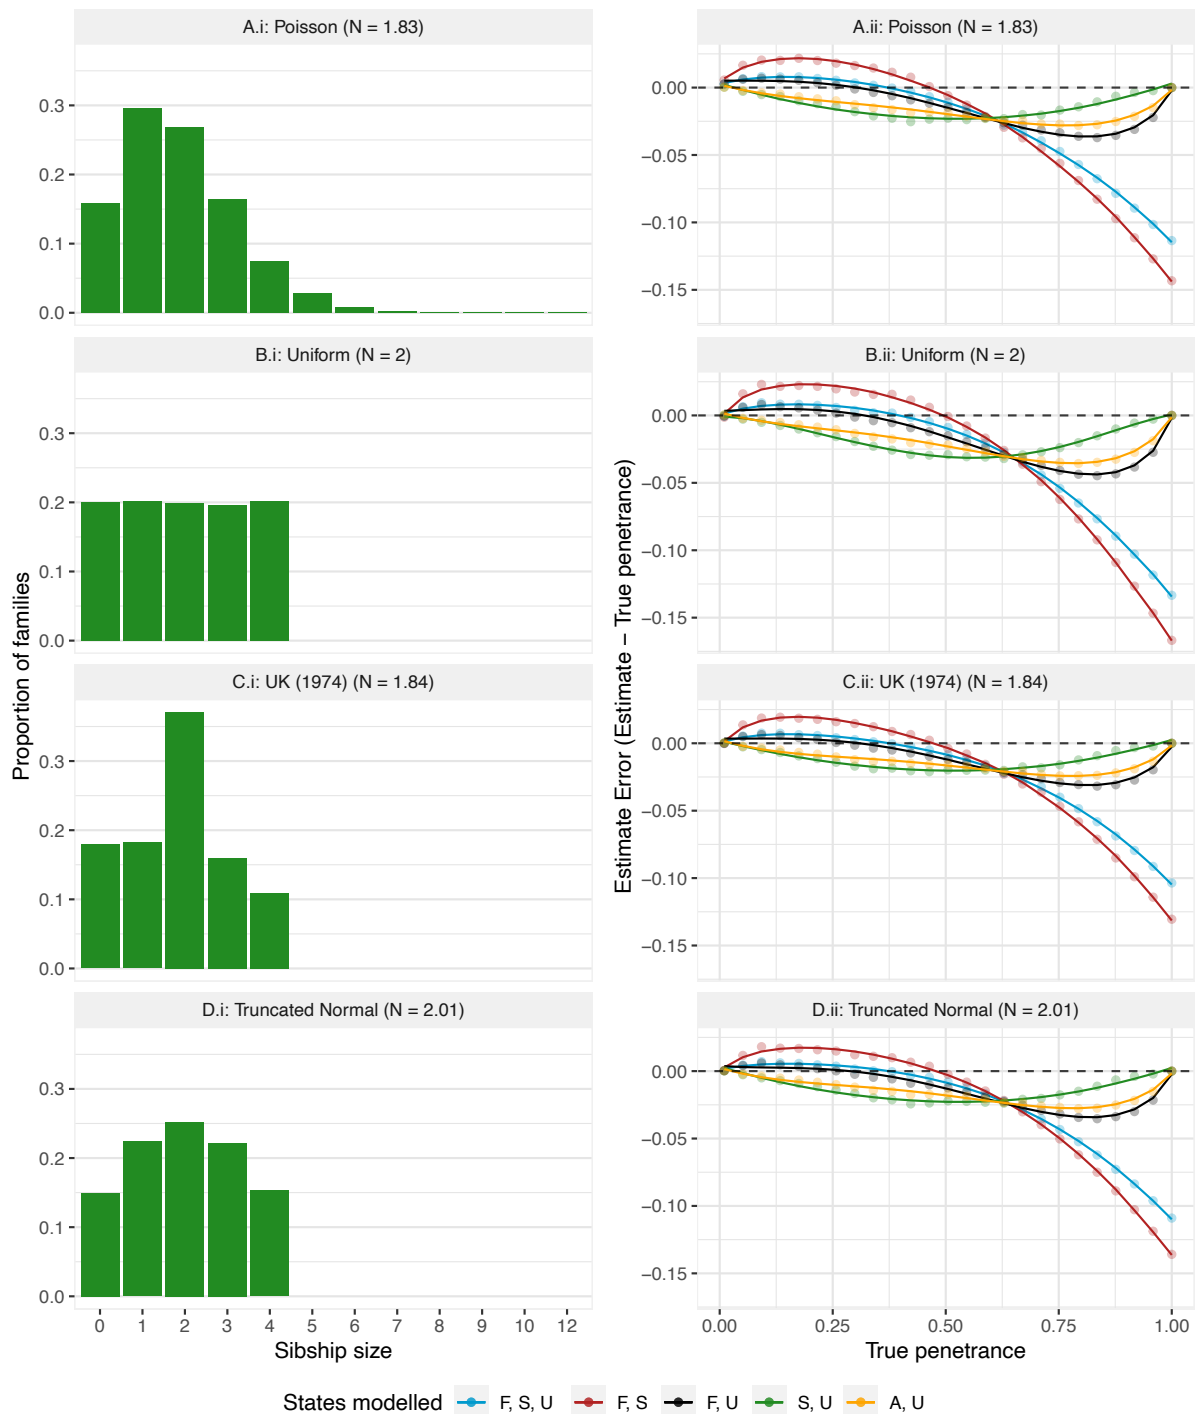 A.i: Poisson (N = 1.83)
0.3
0.2
0.1
0.0
A.ii: Poisson (N = 1.83)
0.00
−0.05
−0.10
−0.15
B.i: Uniform (N = 2)
0.3
0.2
0.1
0.0
B.ii: Uniform (N = 2)
0.00
−0.05
−0.10
−0.15
Proportion of families
Estimate Error (Estimate − True penetrance)
C.i: UK (1974) (N = 1.84)
0.3
0.2
0.1
0.0
C.ii: UK (1974) (N = 1.84)
0.00
−0.05
−0.10
−0.15
D.i: Truncated Normal (N = 2.01)
0.3
0.2
0.1
0.0
0 1 2 3 4 5 6 7 8 9 10 12
Sibship size
D.ii: Truncated Normal (N = 2.01)
0.00
−0.05
−0.10
−0.15
0.00 0.25 0.50 0.75 1.00
True penetrance
States modelled F, S, U F, S F, U S, U A, U